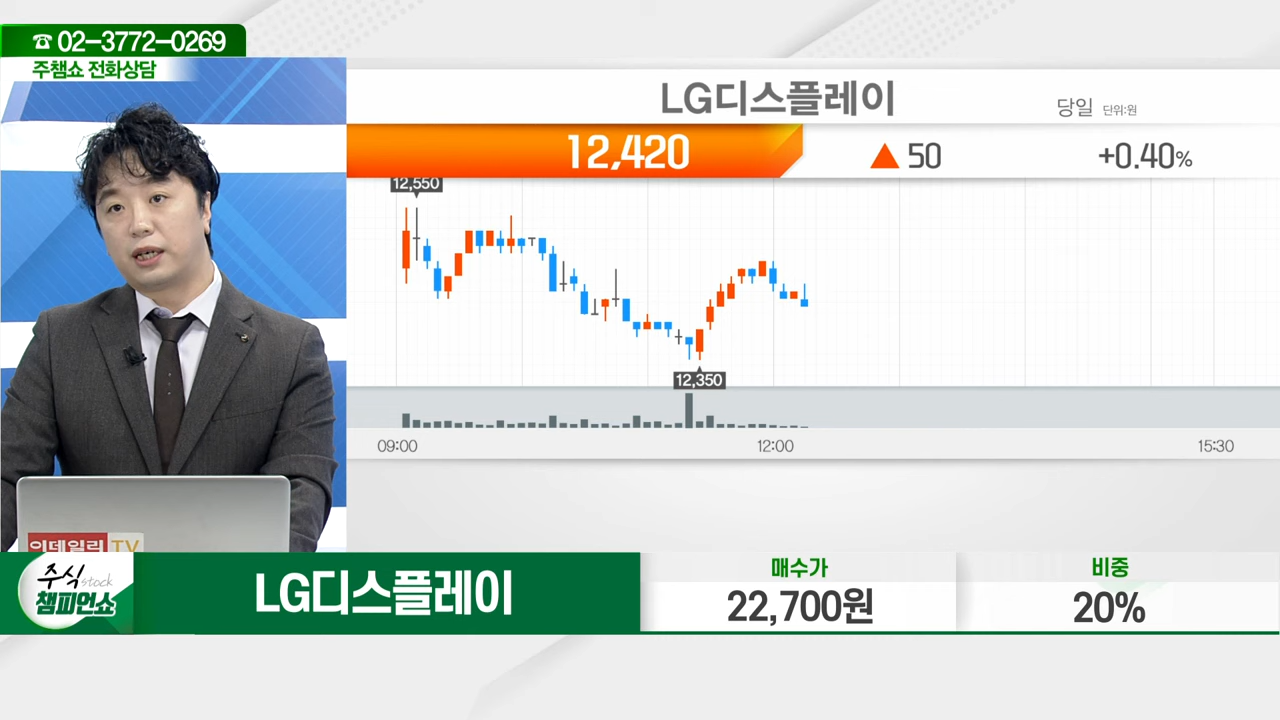 ☎ 02-3772-0269
주챔쇼 전화상담
LG디스플레이
당일 단위:원
12,420 ▲ 50 +0.40%
12,550
12,350
09:00 12:00 15:30
이데일리 TV
주식 stock
챔피언쇼
LG디스플레이
매수가
22,700원
비중
20%